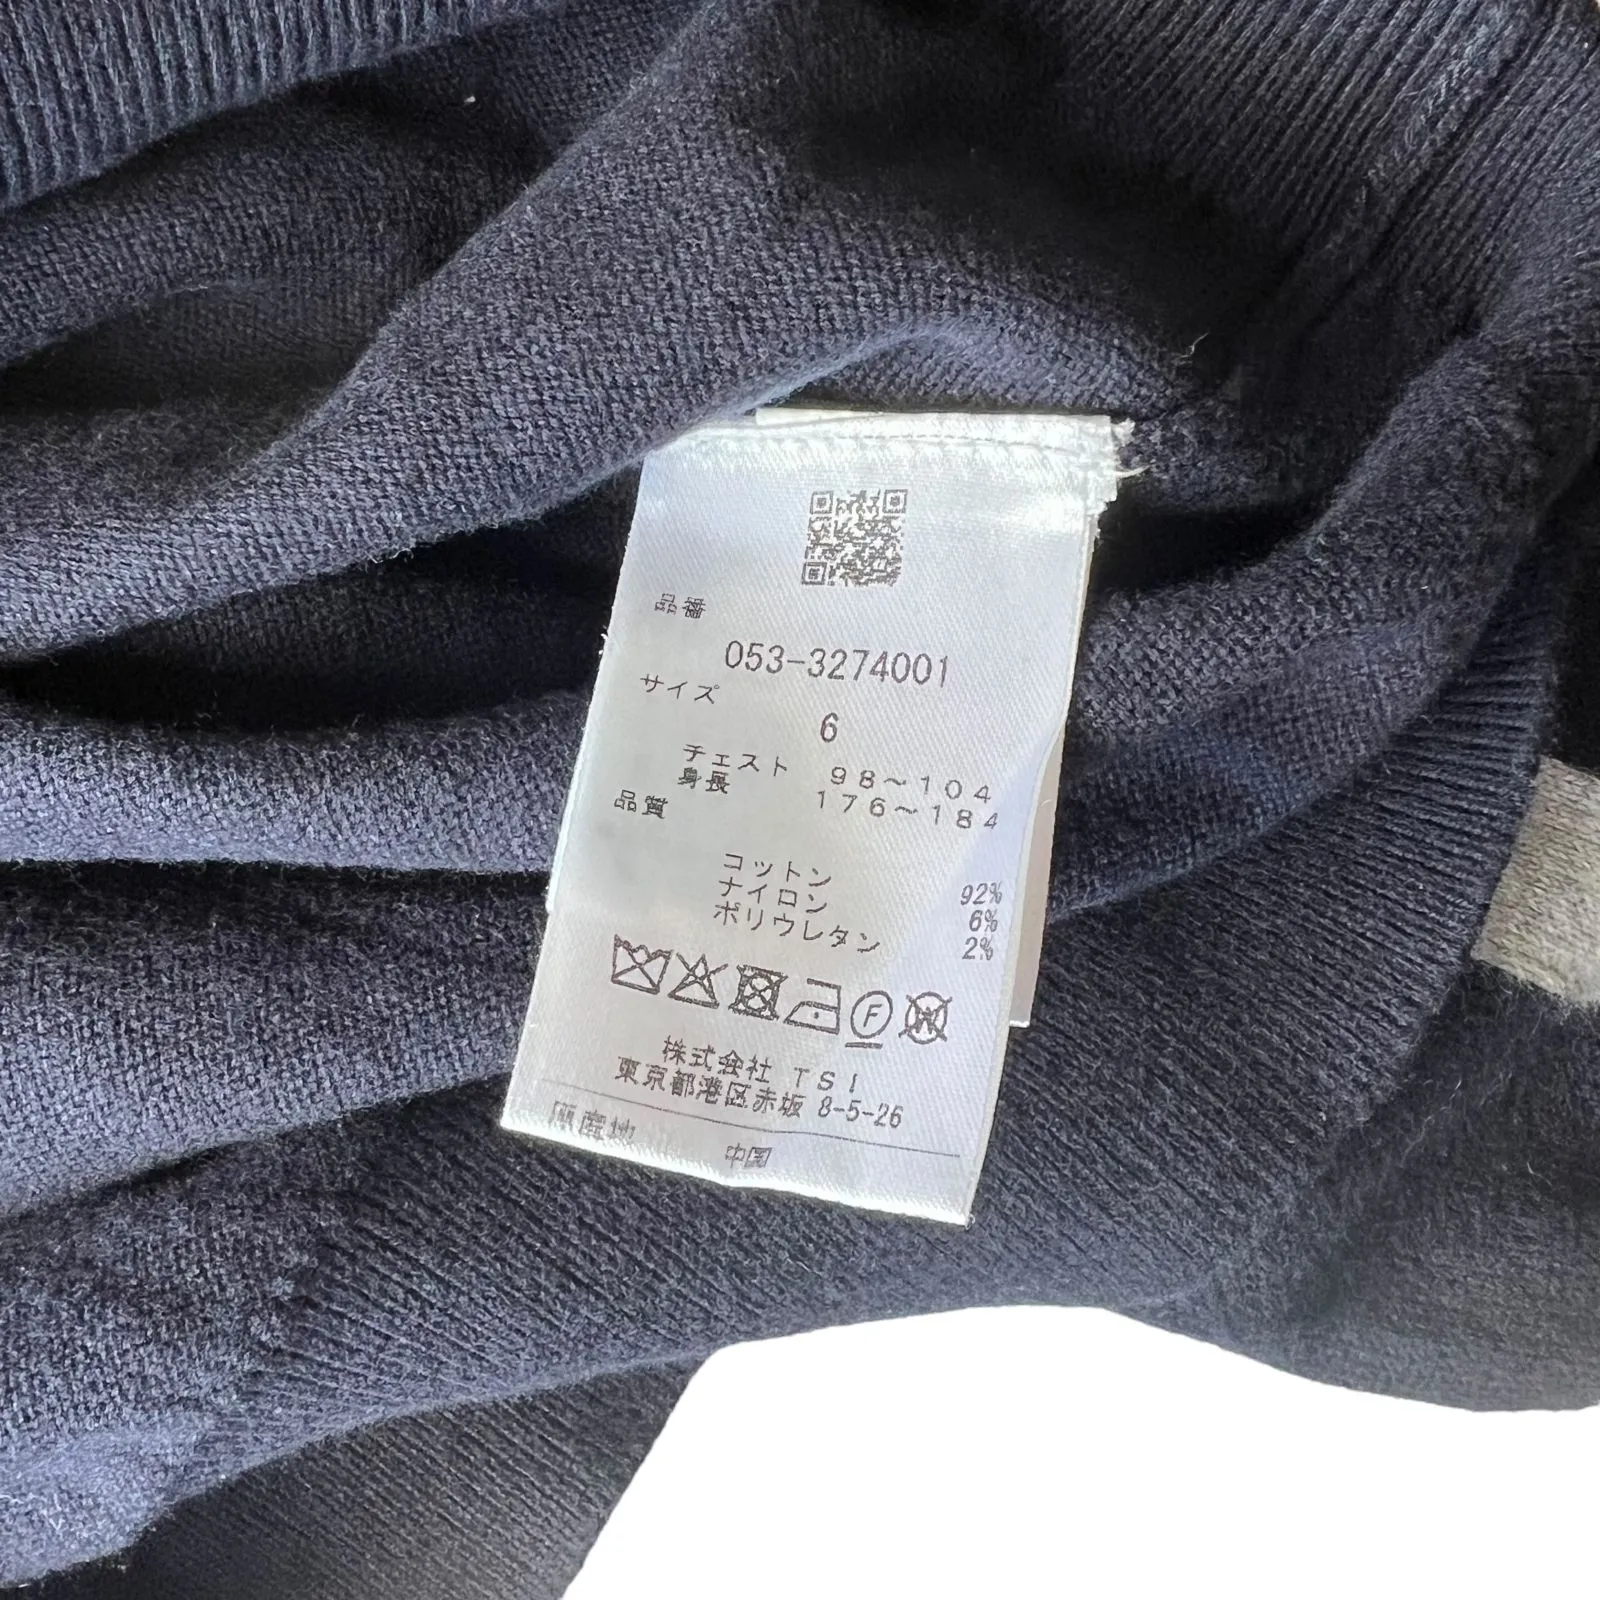 品番
053-3274001
サイズ
6
チェスト 98～104
身長 176～184
品質
コットン 92%
ナイロン 6%
ポリウレタン 2%
F
W
株式会社 TSI
東京都港区赤坂 8-5-26
原産地
中国